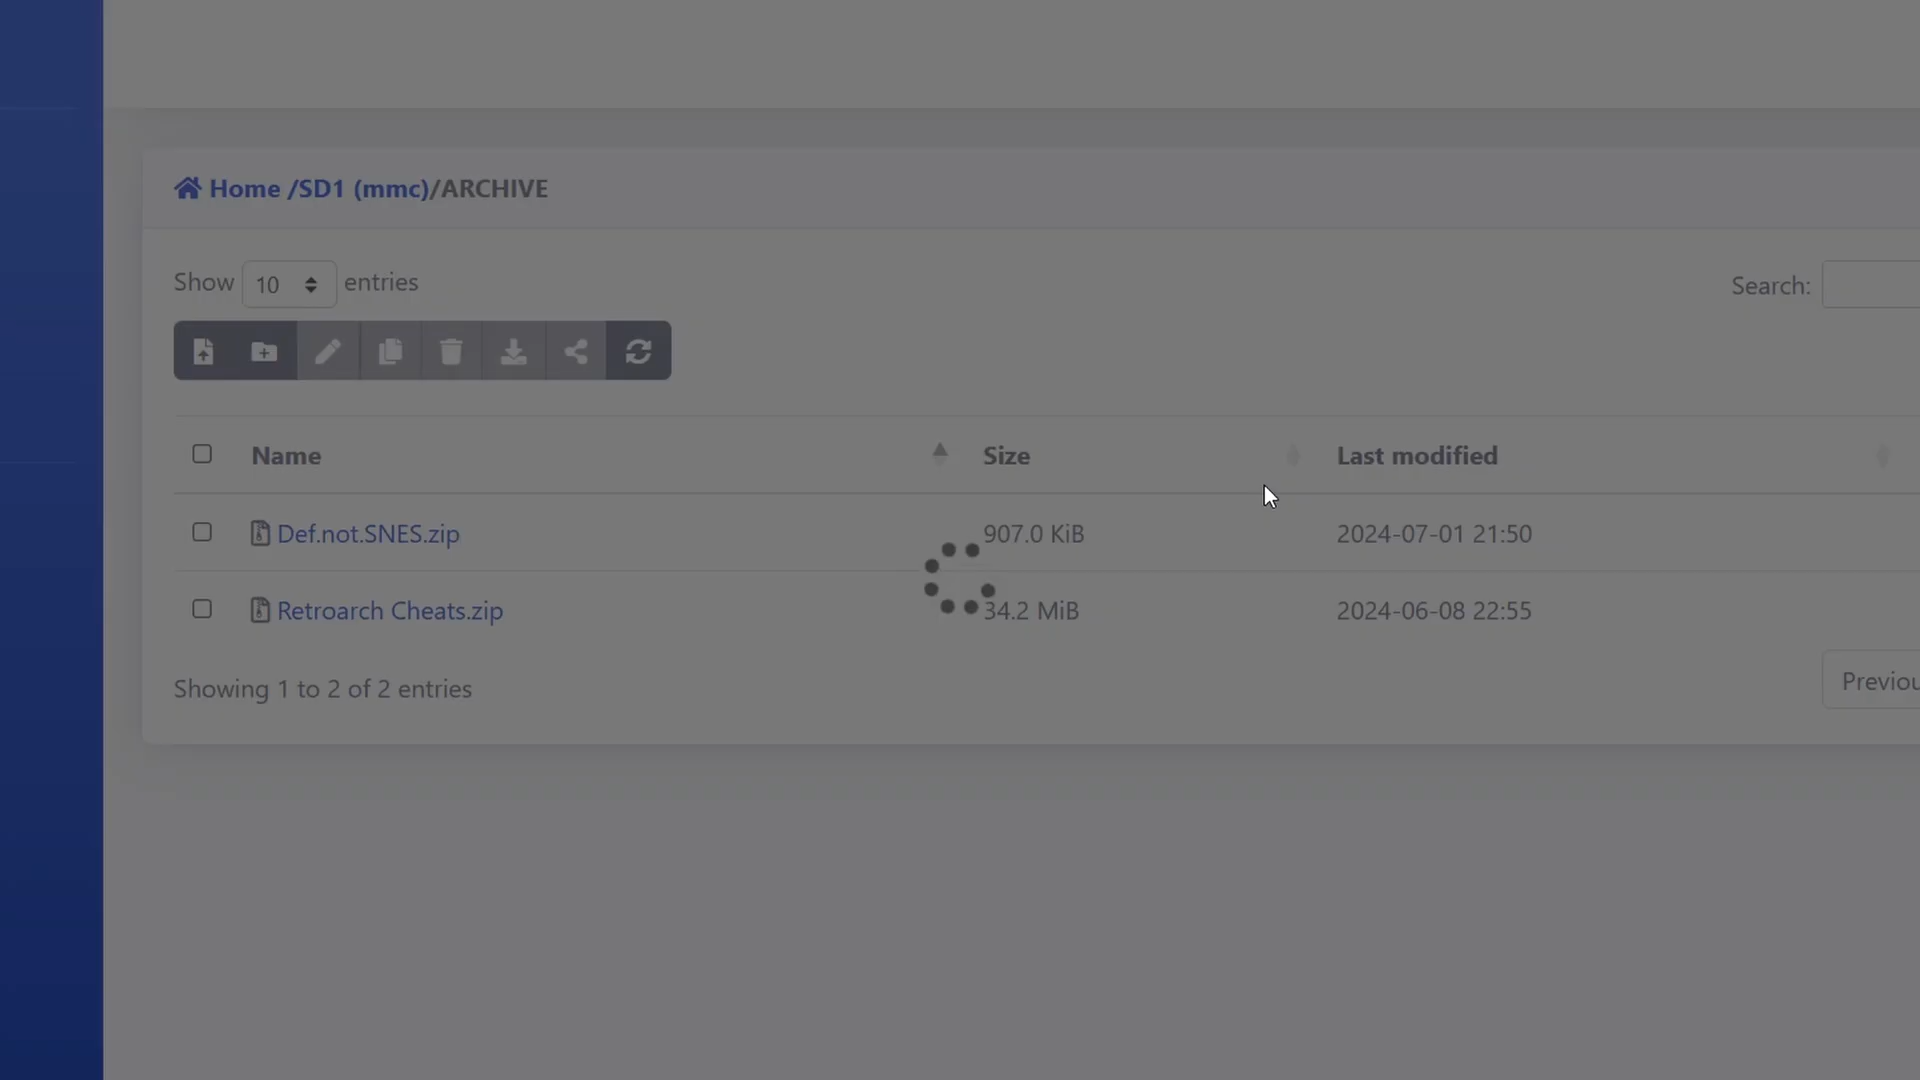 Home /SD1 (mmc)/ARCHIVE
Show 10 entries
Search:
Name Size Last modified
Def.not.SNES.zip 907.0 KiB 2024-07-01 21:50
Retroarch Cheats.zip 34.2 MiB 2024-06-08 22:55
Showing 1 to 2 of 2 entries
Previou